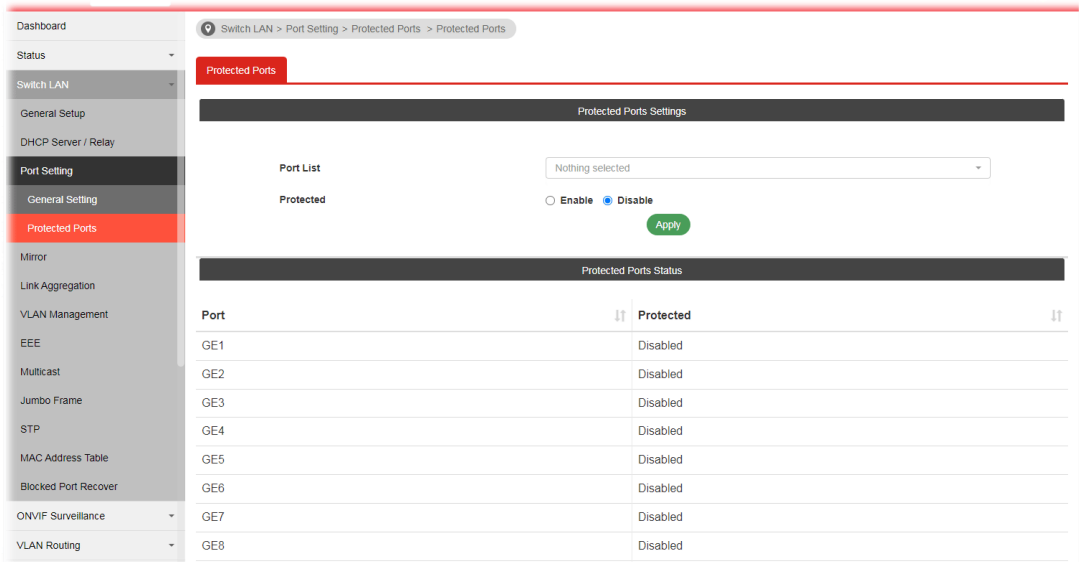 Dashboard
Status
Switch LAN
General Setup
DHCP Server / Relay
Port Setting
General Setting
Protected Ports
Mirror
Link Aggregation
VLAN Management
EEE
Multicast
Jumbo Frame
STP
MAC Address Table
Blocked Port Recover
ONVIF Surveillance
VLAN Routing
Switch LAN > Port Setting > Protected Ports > Protected Ports
Protected Ports
Protected Ports Settings
Port List Nothing selected
Protected Enable Disable
Apply
Protected Ports Status
Port Protected
GE1 Disabled
GE2 Disabled
GE3 Disabled
GE4 Disabled
GE5 Disabled
GE6 Disabled
GE7 Disabled
GE8 Disabled